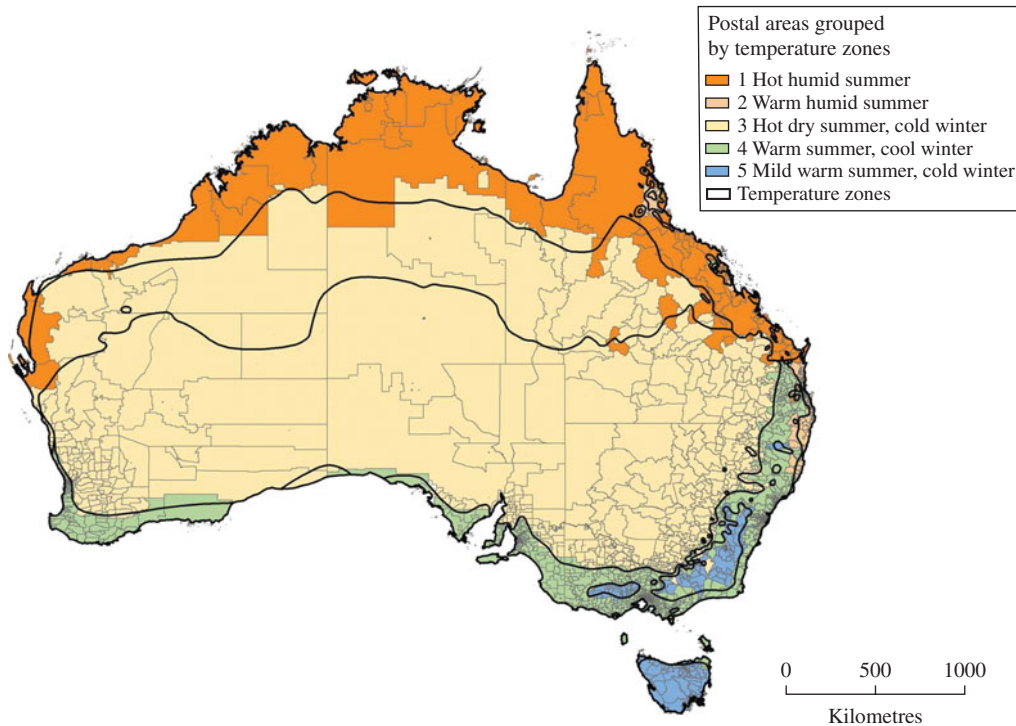 Postal areas grouped
by temperature zones
1 Hot humid summer
2 Warm humid summer
3 Hot dry summer, cold winter
4 Warm summer, cool winter
5 Mild warm summer, cold winter
Temperature zones
0 500 1000
Kilometres